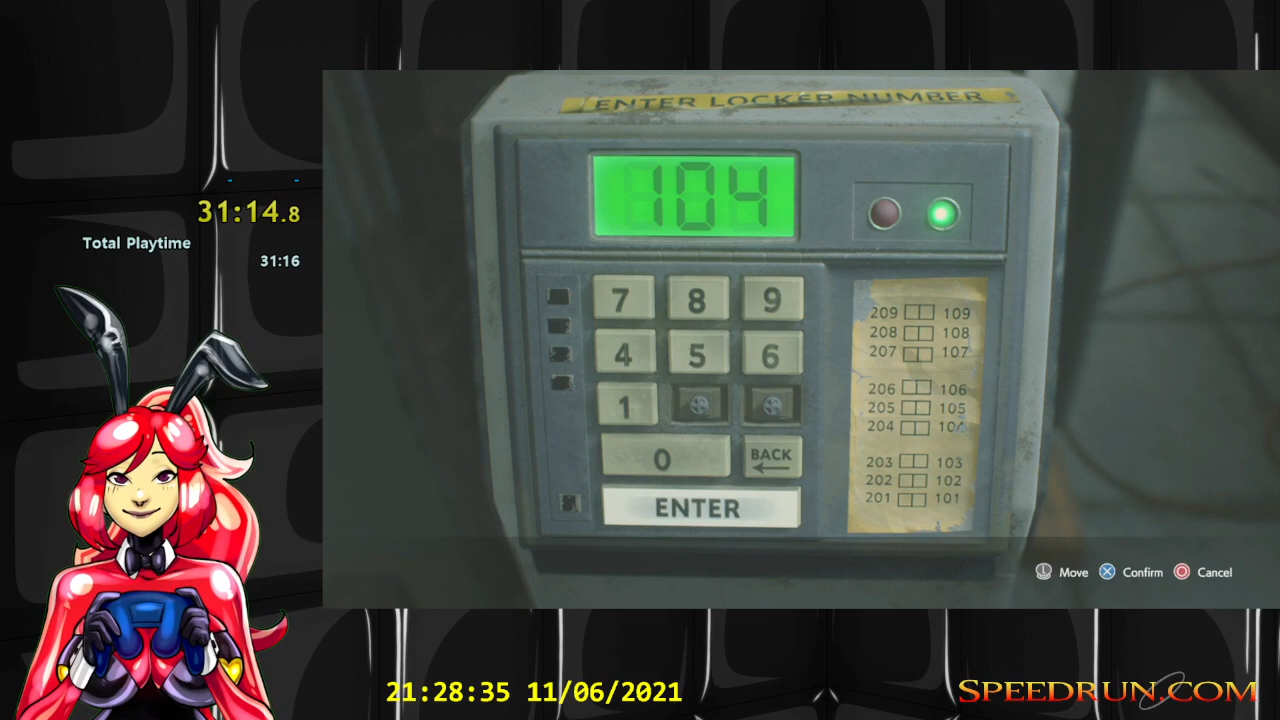 ENTER LOCKER NUMBER
104
31:14.8
Total Playtime
31:16
7 8 9
4 5 6
1
0 BACK
ENTER
209 109
208 108
207 107
206 106
205 105
204 104
203 103
202 102
201 101
Move Confirm Cancel
21:28:35 11/06/2021
SPEEDRUN.COM